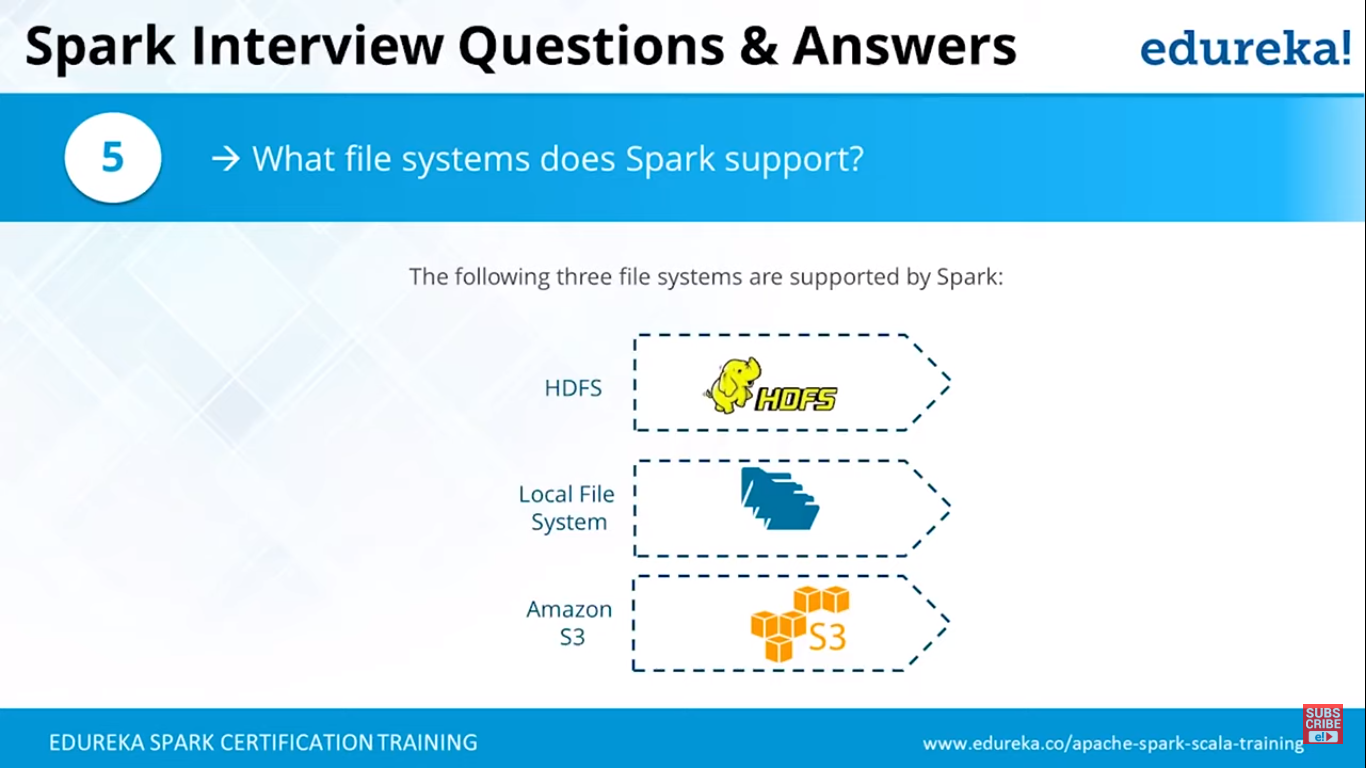 Spark Interview Questions & Answers
edureka!
5
→ What file systems does Spark support?
The following three file systems are supported by Spark:
HDFS
HDFS
Local File
System
Amazon
S3
S3
EDUREKA SPARK CERTIFICATION TRAINING
www.edureka.co/apache-spark-scala-training
SUBS
CRIBE
e!